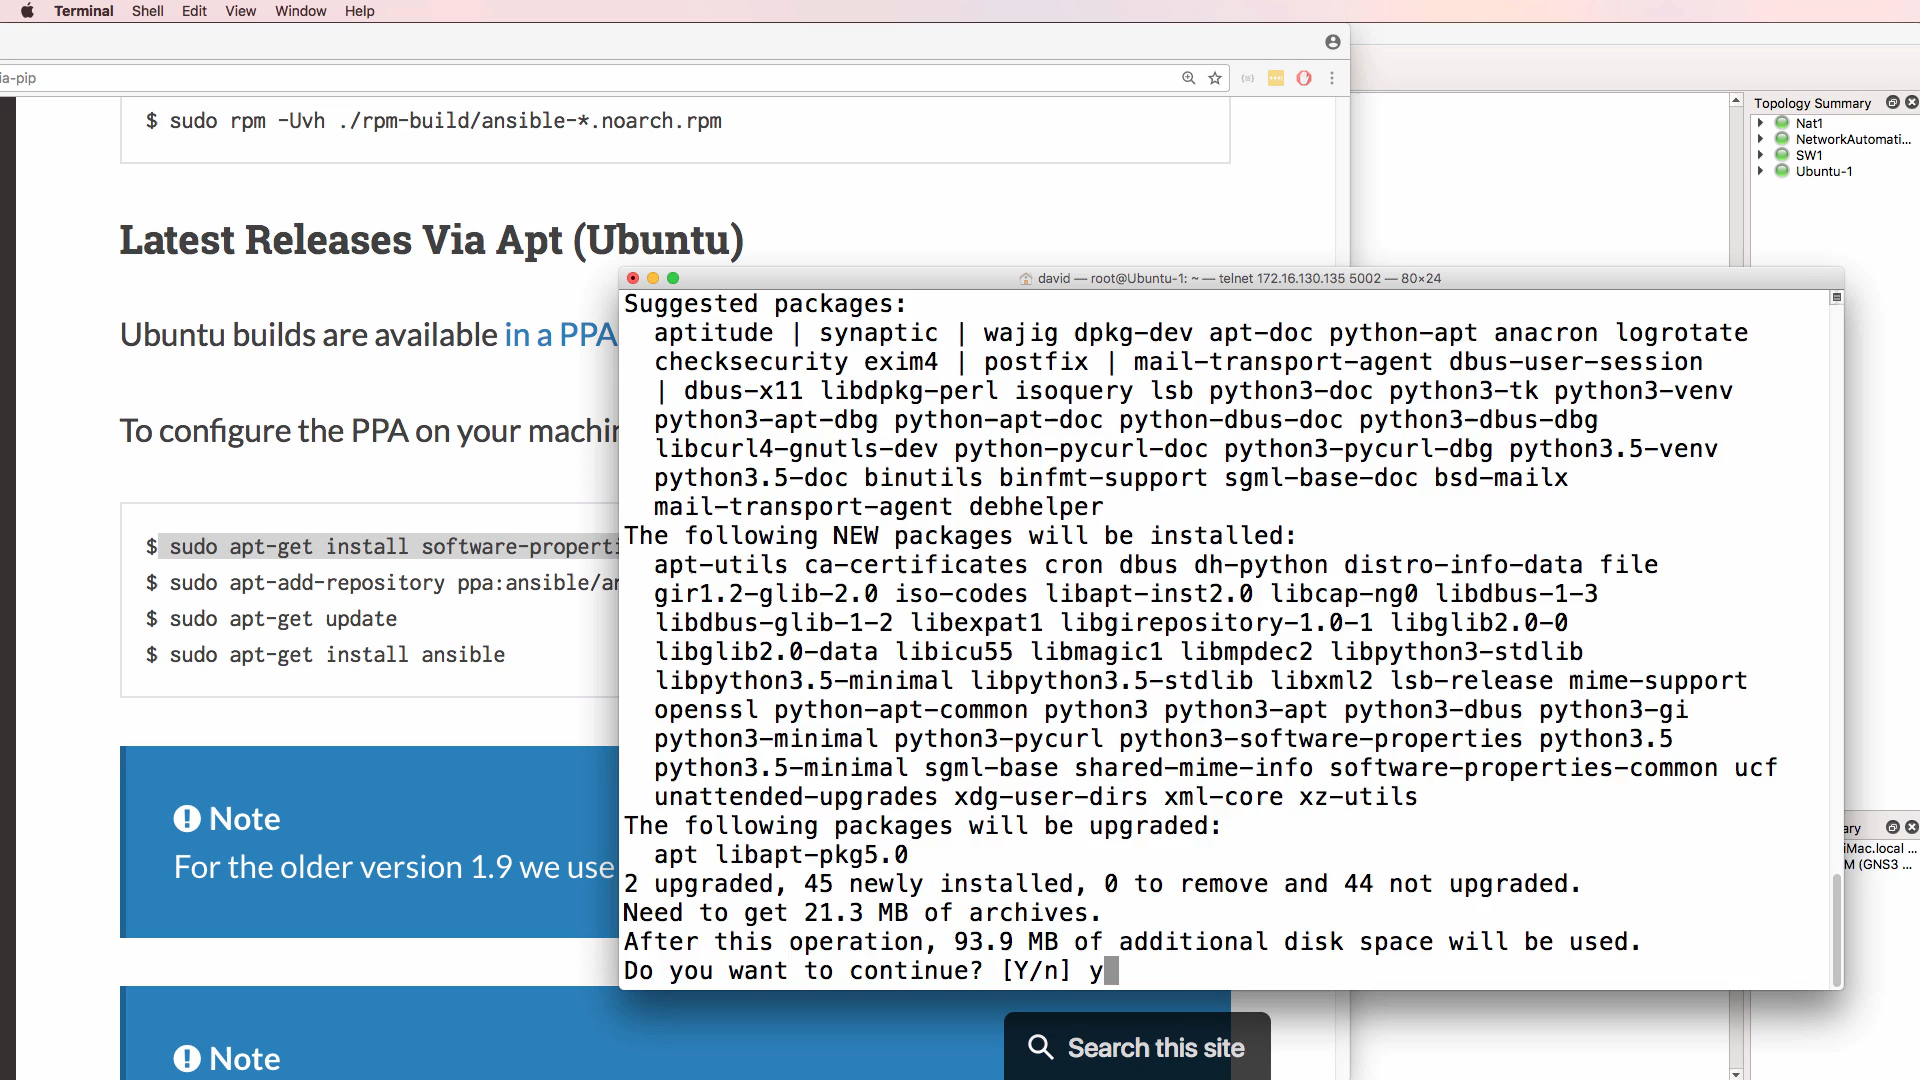 Terminal Shell Edit View Window Help
ia-pip
$ sudo rpm -Uvh ./rpm-build/ansible-*.noarch.rpm
Latest Releases Via Apt (Ubuntu)
Ubuntu builds are available in a PPA
To configure the PPA on your machin
$ sudo apt-get install software-properti
$ sudo apt-add-repository ppa:ansible/an
$ sudo apt-get update
$ sudo apt-get install ansible
Note
For the older version 1.9 we use
Note
Search this site
david — root@Ubuntu-1: ~ — telnet 172.16.130.135 5002 — 80×24
Suggested packages:
aptitude | synaptic | wajig dpkg-dev apt-doc python-apt anacron logrotate
checksecurity exim4 | postfix | mail-transport-agent dbus-user-session
| dbus-x11 libdpkg-perl isoquery lsb python3-doc python3-tk python3-venv
python3-apt-dbg python-apt-doc python-dbus-doc python3-dbus-dbg
libcurl4-gnutls-dev python-pycurl-doc python3-pycurl-dbg python3.5-venv
python3.5-doc binutils binfmt-support sgml-base-doc bsd-mailx
mail-transport-agent debhelper
The following NEW packages will be installed:
apt-utils ca-certificates cron dbus dh-python distro-info-data file
gir1.2-glib-2.0 iso-codes libapt-inst2.0 libcap-ng0 libdbus-1-3
libdbus-glib-1-2 libexpat1 libgirepository-1.0-1 libglib2.0-0
libglib2.0-data libicu55 libmagic1 libmpdec2 libpython3-stdlib
libpython3.5-minimal libpython3.5-stdlib libxml2 lsb-release mime-support
openssl python-apt-common python3 python3-apt python3-dbus python3-gi
python3-minimal python3-pycurl python3-software-properties python3.5
python3.5-minimal sgml-base shared-mime-info software-properties-common ucf
unattended-upgrades xdg-user-dirs xml-core xz-utils
The following packages will be upgraded:
apt libapt-pkg5.0
2 upgraded, 45 newly installed, 0 to remove and 44 not upgraded.
Need to get 21.3 MB of archives.
After this operation, 93.9 MB of additional disk space will be used.
Do you want to continue? [Y/n] y
Topology Summary
Nat1
NetworkAutomati...
SW1
Ubuntu-1
ary
iMac.local ...
M (GNS3 ...